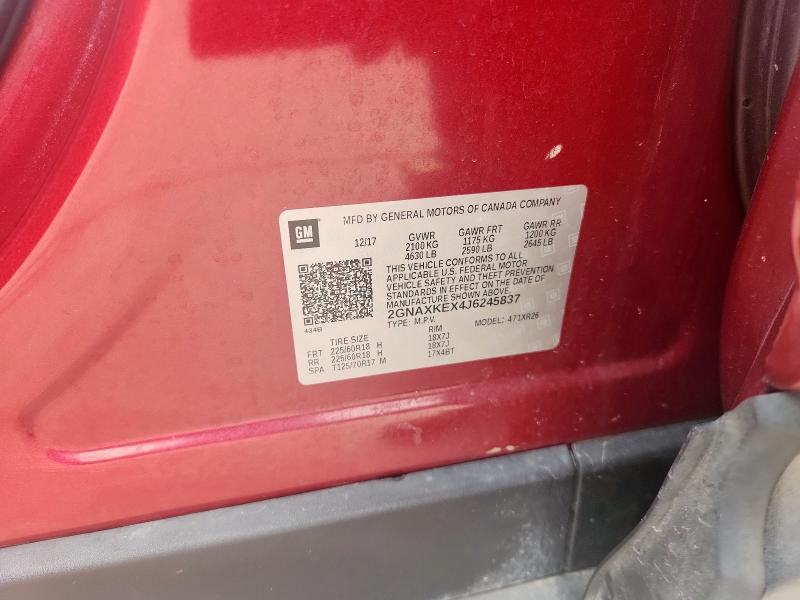 GM
MFD BY GENERAL MOTORS OF CANADA COMPANY
12/17 GVWR GAWR FRT GAWR RR
2100 KG 1175 KG 1200 KG
4630 LB 2590 LB 2645 LB
THIS VEHICLE CONFORMS TO ALL
APPLICABLE U.S. FEDERAL MOTOR
VEHICLE SAFETY AND THEFT PREVENTION
STANDARDS IN EFFECT ON THE DATE OF
MANUFACTURE SHOWN ABOVE.
2GNAXKEX4J6245837
TYPE: M.P.V. MODEL: 471XR26
434B
TIRE SIZE RIM
FRT 225/60R18 H 18X7J
RR 225/60R18 H 18X7J
SPA T125/70R17 M 17X4BT